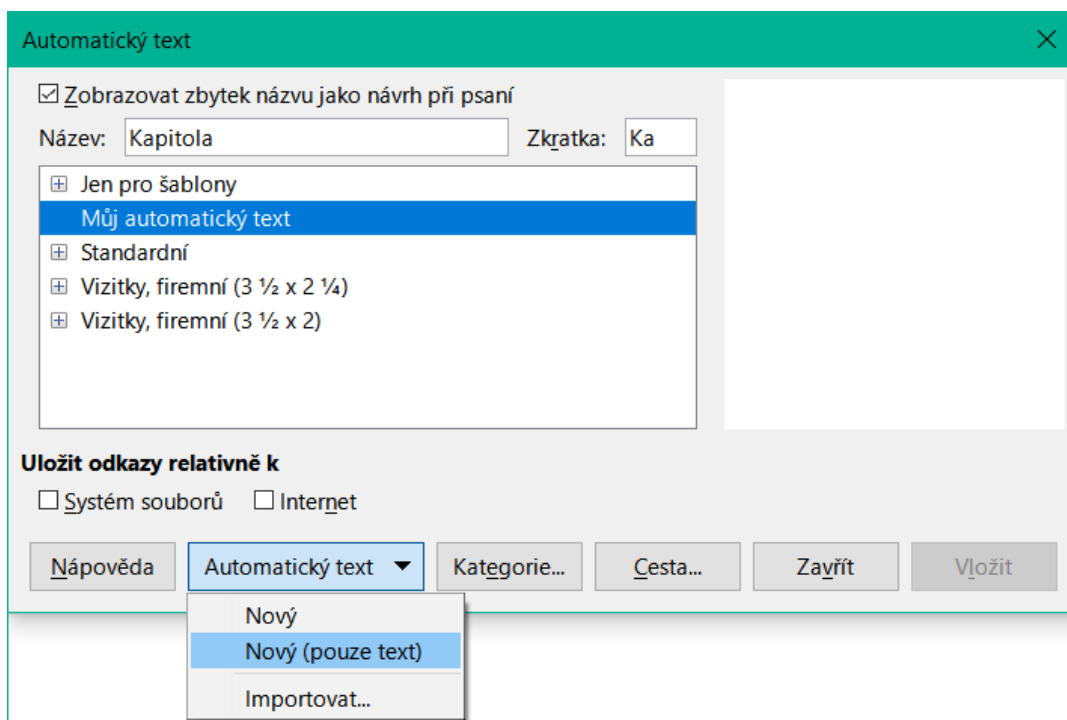 Automatický text
Zobrazovat zbytek názvu jako návrh při psaní
Název: Kapitola Zkratka: Ka
Jen pro šablony
Můj automatický text
Standardní
Vizitky, firemní (3 ½ x 2 ¼)
Vizitky, firemní (3 ½ x 2)
Uložit odkazy relativně k
Systém souborů Internet
Nápověda Automatický text Kategorie... Cesta... Zavřít Vložit
Nový
Nový (pouze text)
Importovat...